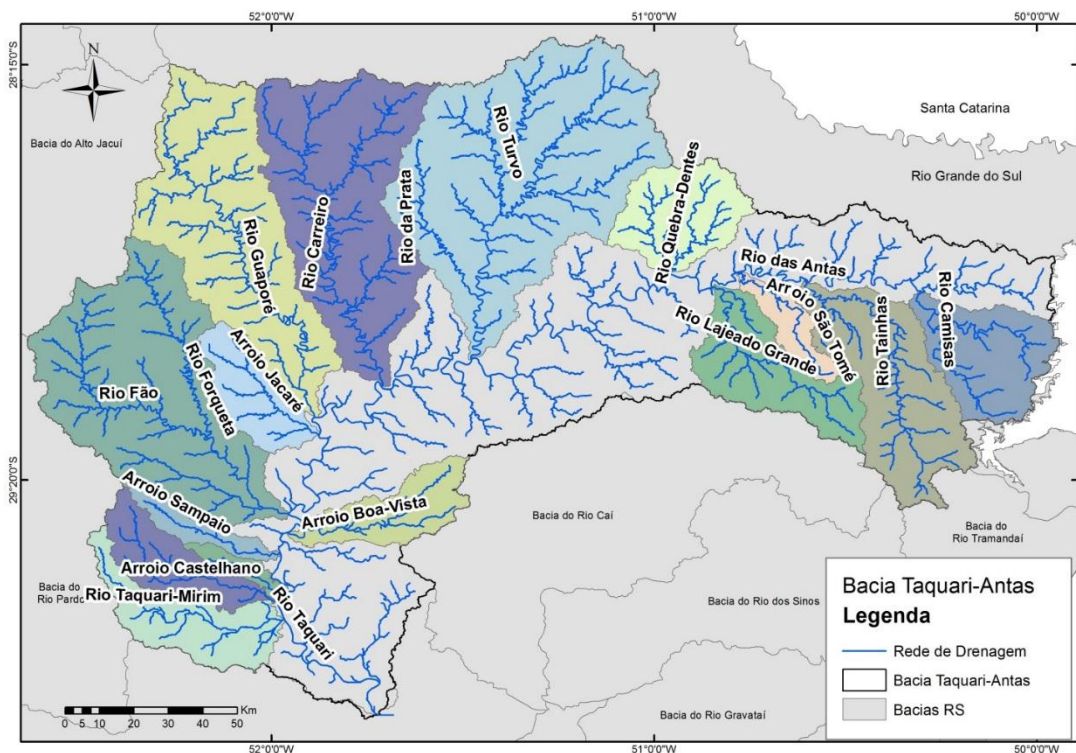 52°0'0"W
51°0'0"W
50°0'0"W
N
28°15'0"S
Santa Catarina
Bacia do Alto Jacuí
Rio Grande do Sul
Rio Turvo
Rio Quebra-Dentes
Rio da Prata
Rio Carreiro
Rio Guaporé
Rio das Antas
Rio Camisas
Arroio São Tomé
Rio Tainhas
Rio Lajeado Grande
Arroio Jacaré
Rio Forqueta
Rio Fão
29°20'0"S
Arroio Sampaio
Arroio Boa-Vista
Bacia do Rio Caí
Bacia do
Rio Tramandaí
Arroio Castelhano
Bacia do
Rio Pardo
Rio Taquari-Mirim
Rio Taquari
Bacia do Rio dos Sinos
Bacia do Rio Gravataí
Bacia Taquari-Antas
Legenda
Rede de Drenagem
Bacia Taquari-Antas
Bacias RS
Km
0 5 10 20 30 40 50
52°0'0"W
51°0'0"W
50°0'0"W